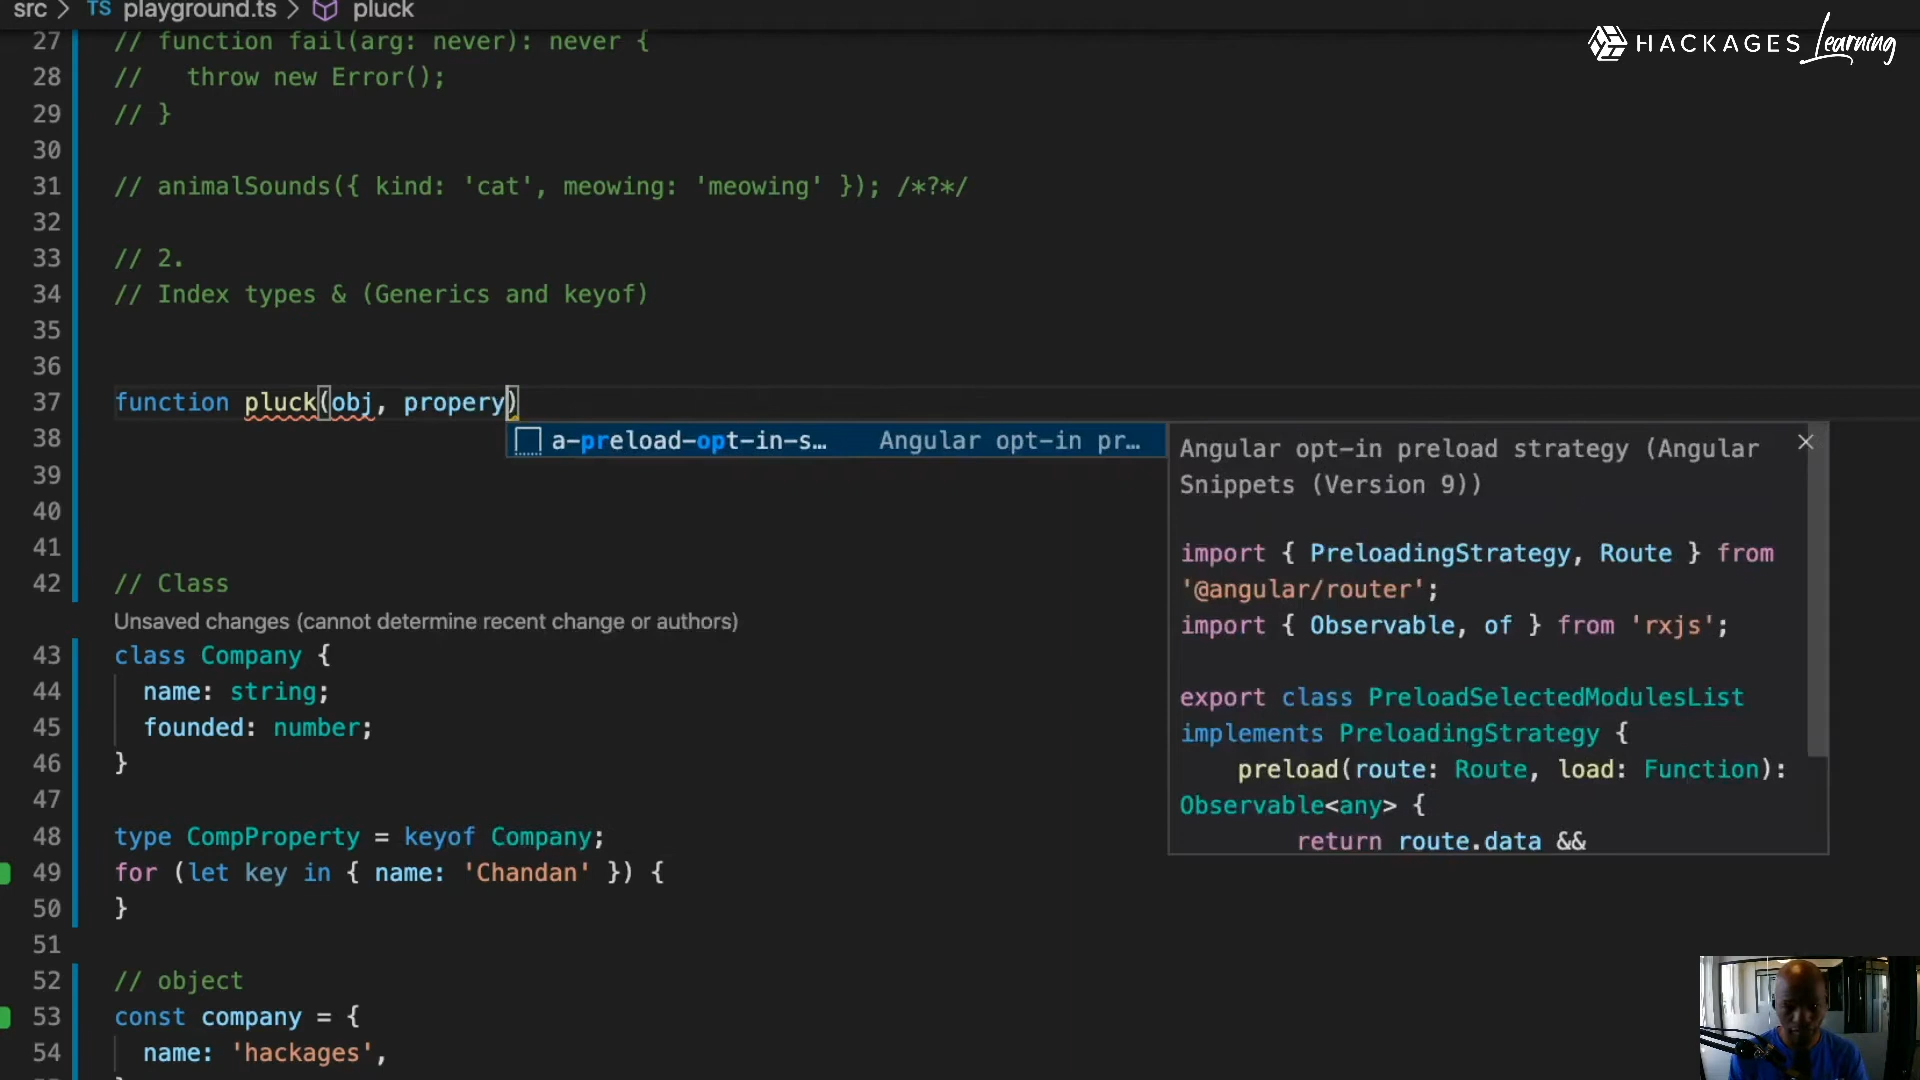 src > TS playground.ts > pluck
HACKAGES Learning
27 // function fail(arg: never): never {
28 //   throw new Error();
29 // }
30
31 // animalSounds({ kind: 'cat', meowing: 'meowing' }); /*?*/
32
33 // 2.
34 // Index types & (Generics and keyof)
35
36
37 function pluck(obj, propery)
38
39
40
41
42 // Class
a-preload-opt-in-s… Angular opt-in pr…
Angular opt-in preload strategy (Angular
Snippets (Version 9))
import { PreloadingStrategy, Route } from
'@angular/router';
import { Observable, of } from 'rxjs';
export class PreloadSelectedModulesList
implements PreloadingStrategy {
preload(route: Route, load: Function):
Observable<any> {
return route.data &&
Unsaved changes (cannot determine recent change or authors)
43 class Company {
44   name: string;
45   founded: number;
46 }
47
48 type CompProperty = keyof Company;
49 for (let key in { name: 'Chandan' }) {
50 }
51
52 // object
53 const company = {
54   name: 'hackages',